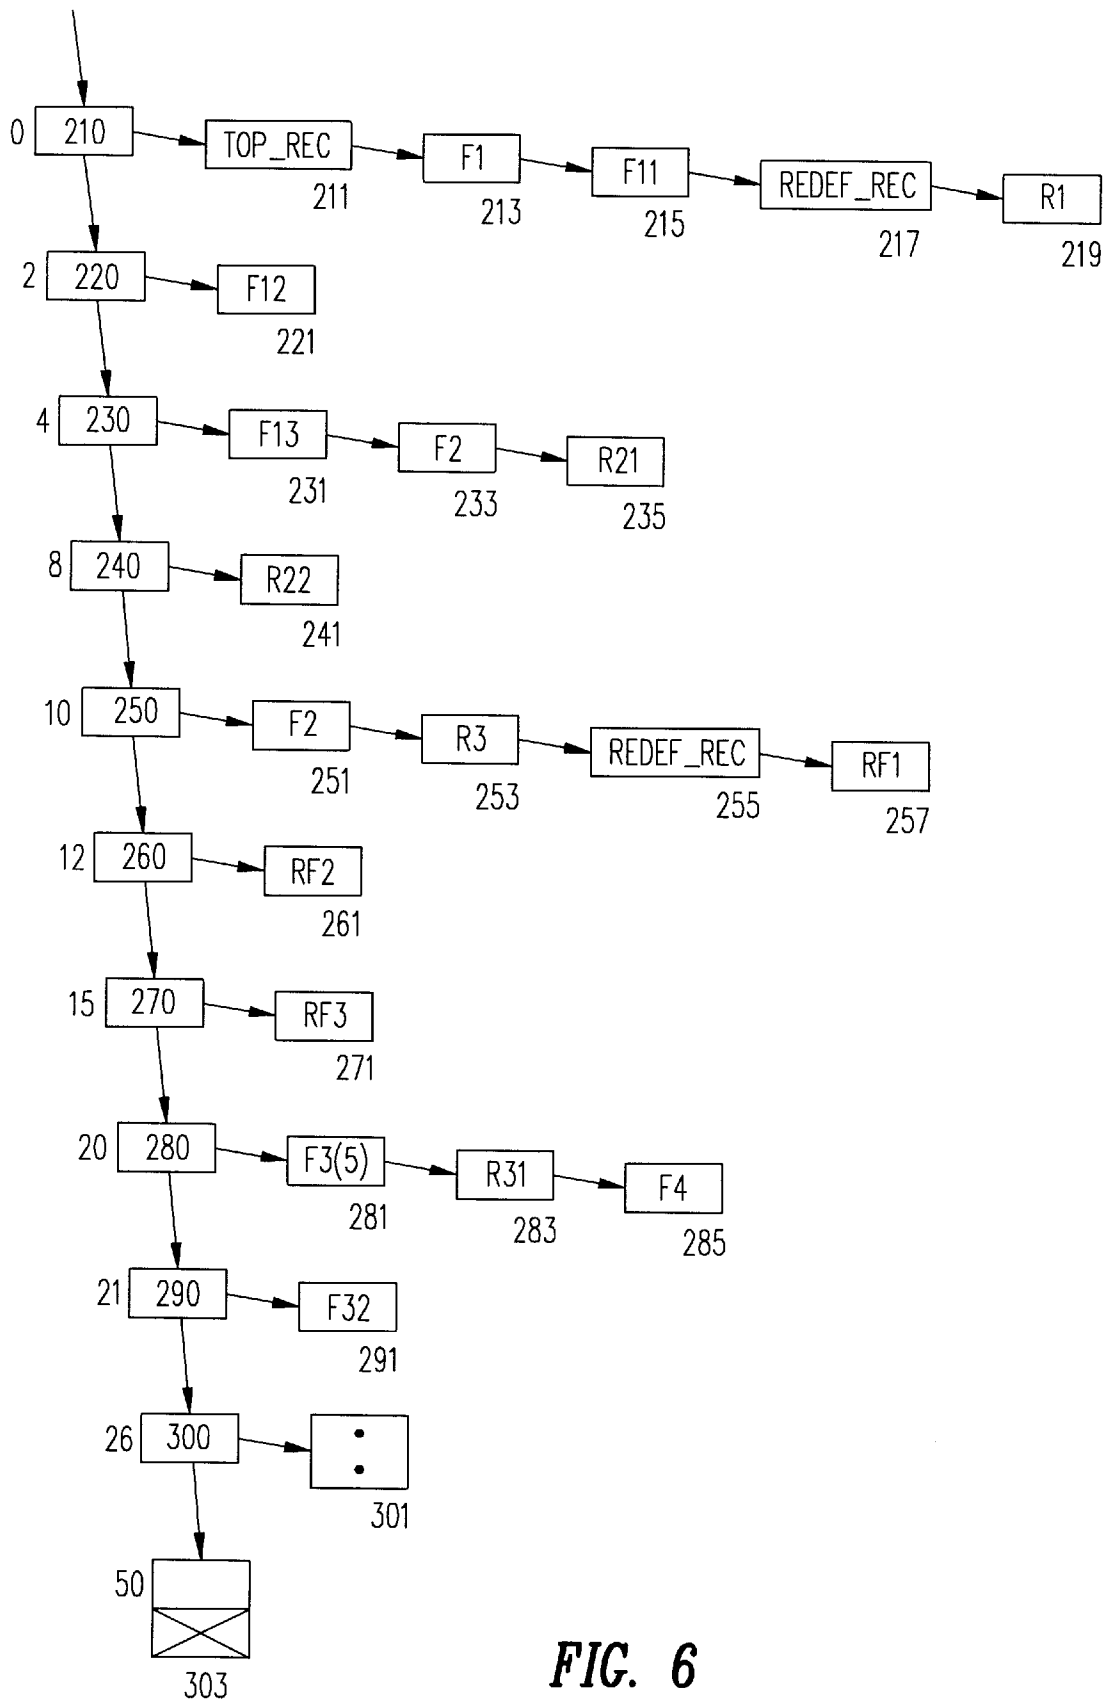 0 210 TOP_REC F1 F11 REDEF_REC R1
211 213 215 217 219
2 220 F12
221
4 230 F13 F2 R21
231 233 235
8 240 R22
241
10 250 F2 R3 REDEF_REC RF1
251 253 255 257
12 260 RF2
261
15 270 RF3
271
20 280 F3(5) R31 F4
281 283 285
21 290 F32
291
26 300
301
50
303
FIG. 6